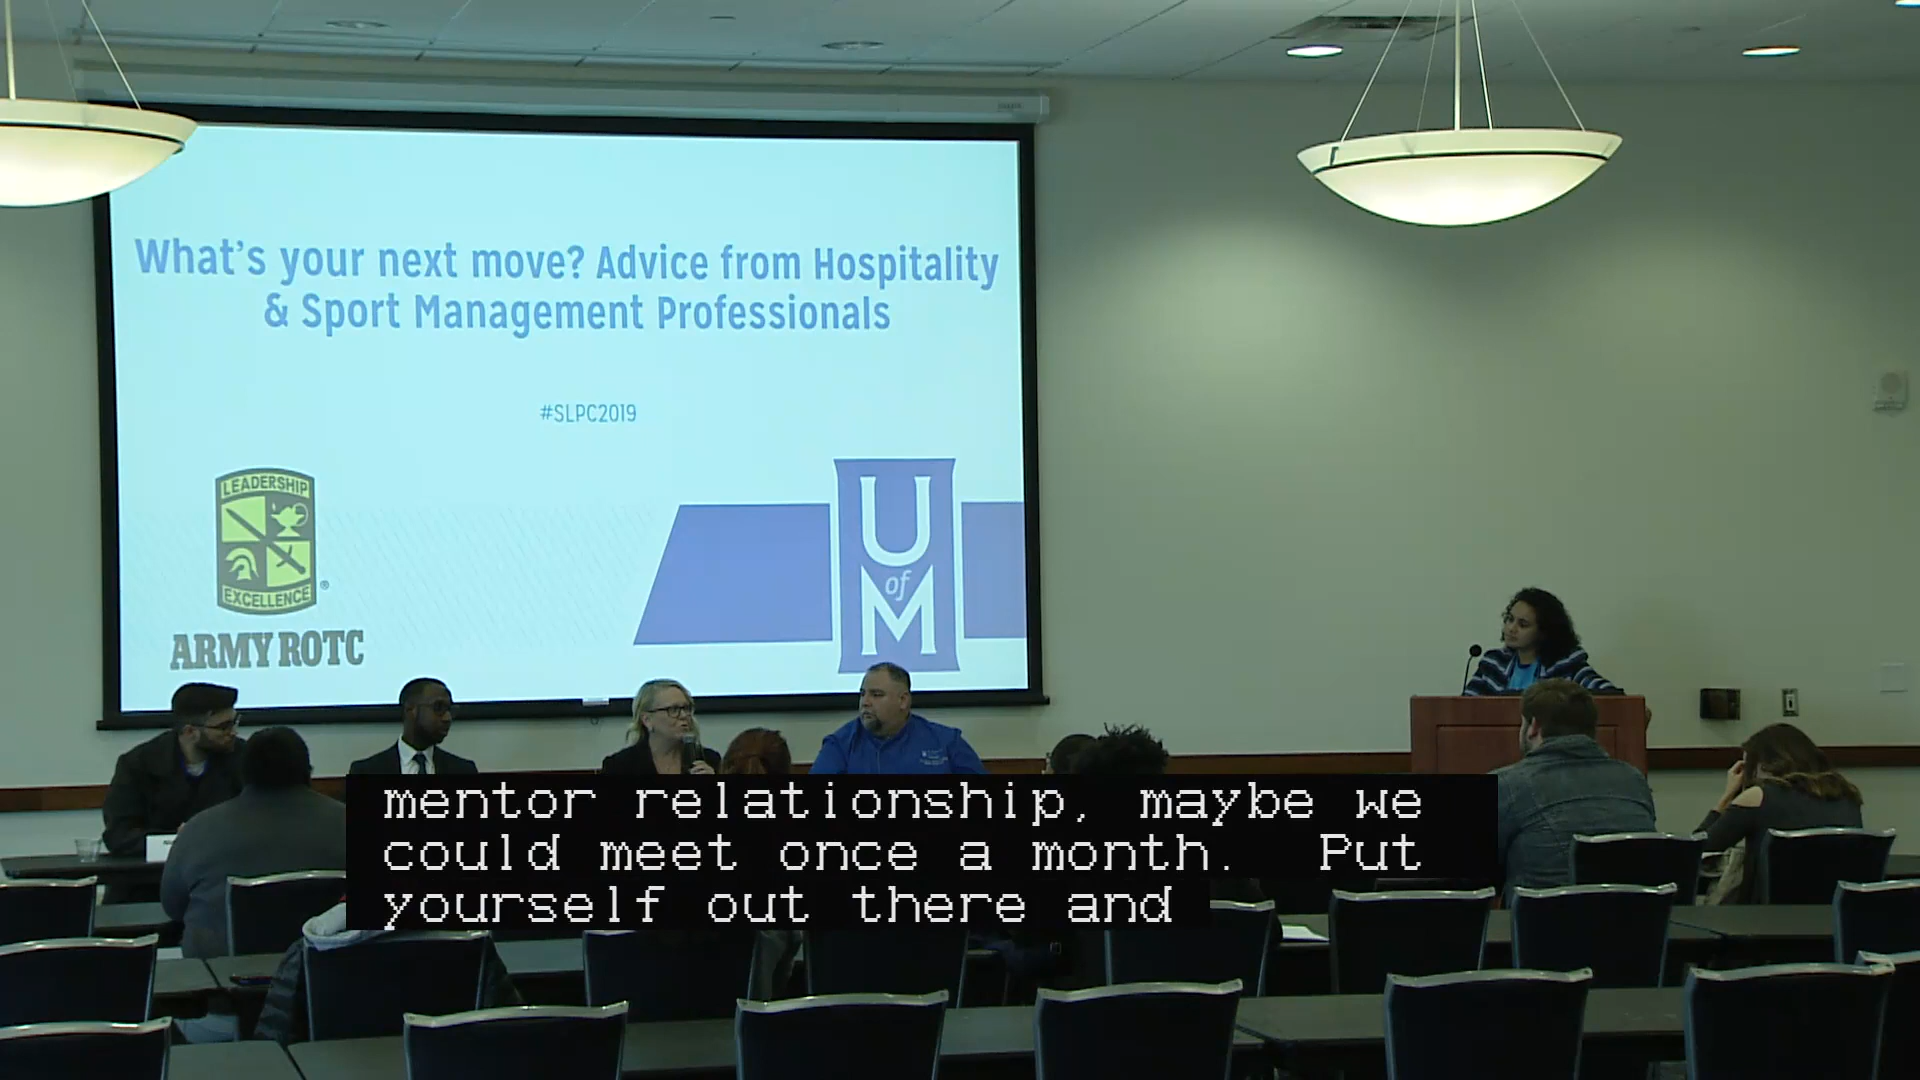 What's your next move? Advice from Hospitality
& Sport Management Professionals
#SLPC2019
LEADERSHIP
EXCELLENCE
®
ARMY ROTC
U
of
M
mentor relationship, maybe we
could meet once a month.  Put
yourself out there and